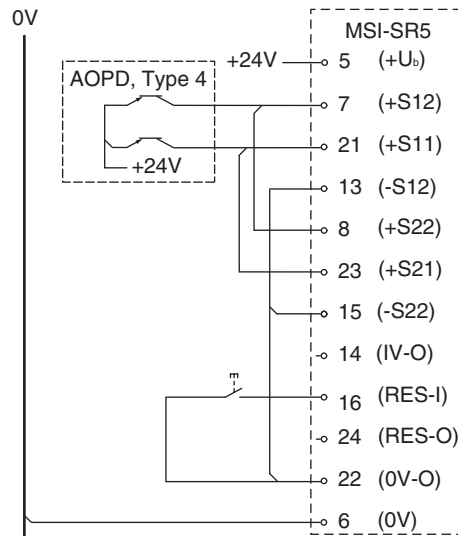 0V
MSI-SR5
+24V 5 (+Ub)
AOPD, Type 4
7 (+S12)
21 (+S11)
+24V
13 (-S12)
8 (+S22)
23 (+S21)
15 (-S22)
14 (IV-O)
16 (RES-I)
24 (RES-O)
22 (0V-O)
6 (0V)